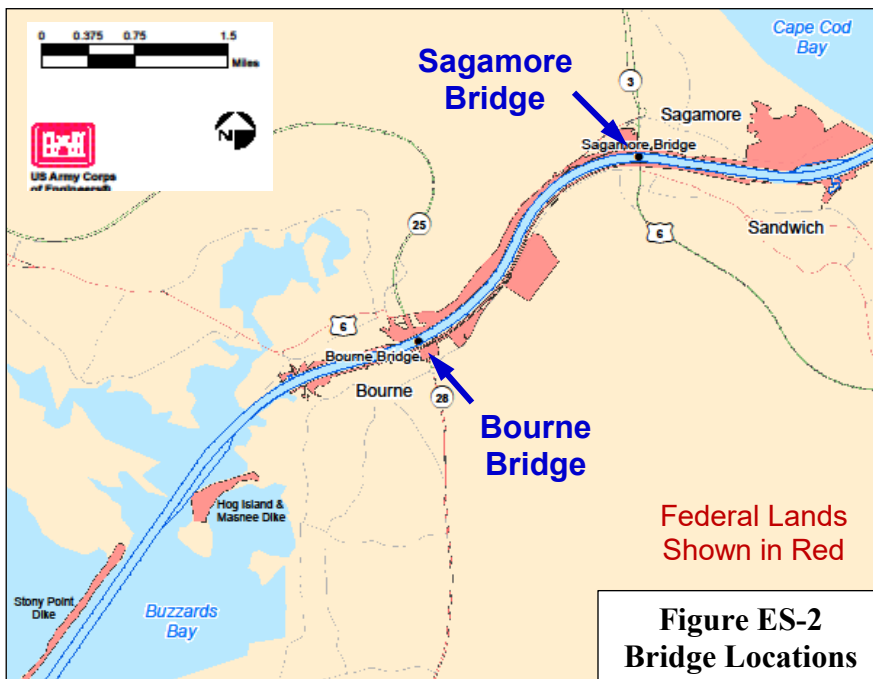 0 0.375 0.75 1.5
Miles
N
US Army Corps
of Engineers®
Cape Cod
Bay
Sagamore
Bridge
3
Sagamore
Sagamore Bridge
25
6
Sandwich
6
Bourne Bridge
Bourne
28
Bourne
Bridge
Hog Island &
Masnee Dike
Federal Lands
Shown in Red
Stony Point
Dike
Buzzards
Bay
Figure ES-2
Bridge Locations